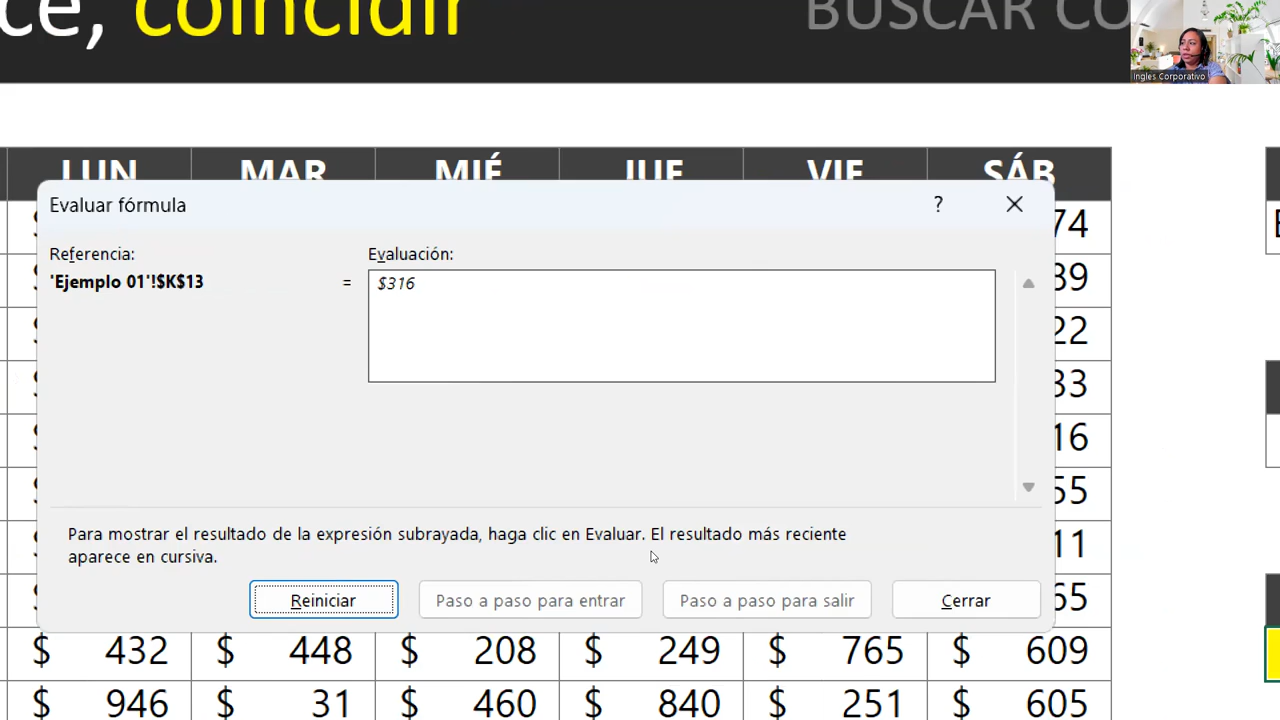 ce, coincidir
BUSCAR CO
Ingles Corporativo
LUN MAR MIÉ JUE VIE SÁB
Evaluar fórmula ?
Referencia: Evaluación:
'Ejemplo 01'!$K$13 = $316
74
39
22
33
16
55
11
65
Para mostrar el resultado de la expresión subrayada, haga clic en Evaluar. El resultado más reciente
aparece en cursiva.
Reiniciar Paso a paso para entrar Paso a paso para salir Cerrar
$ 432 $ 448 $ 208 $ 249 $ 765 $ 609
$ 946 $ 31 $ 460 $ 840 $ 251 $ 605